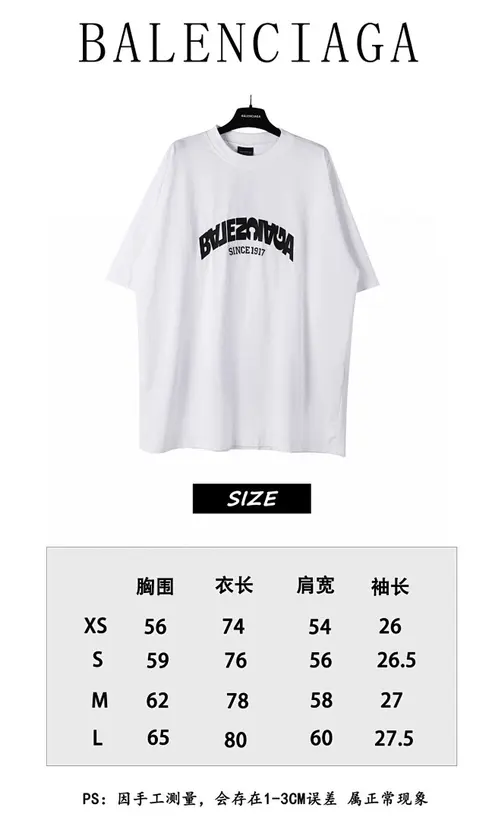 BALENCIAGA
BALENCIAGA
BALENCIAGA
SINCE 1917
SIZE
胸围 衣长 肩宽 袖长
XS 56 74 54 26
S 59 76 56 26.5
M 62 78 58 27
L 65 80 60 27.5
PS: 因手工测量，会存在1-3CM误差 属正常现象